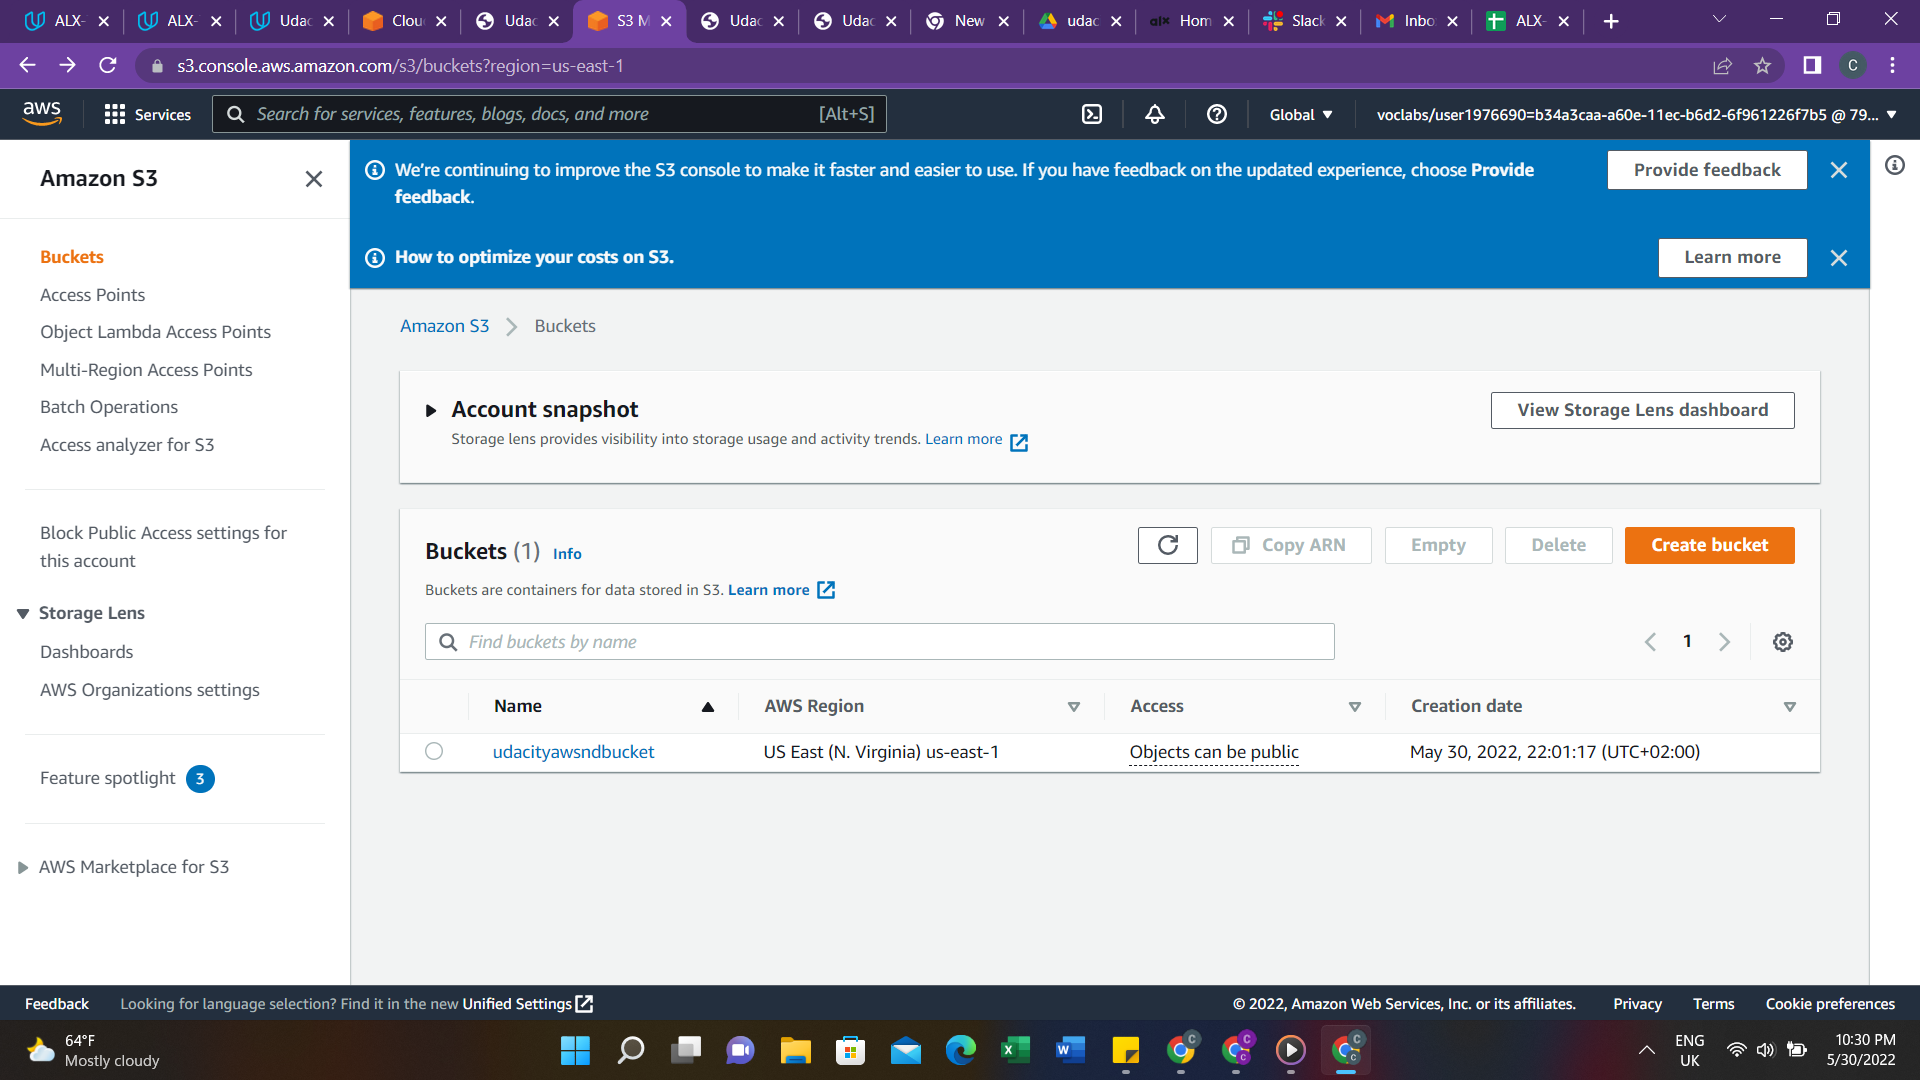 ALX-
ALX-
Udac
Clou
Udac
S3 M
Udac
Udac
New
udac
alx Hom
Slack
Inbo
ALX-
s3.console.aws.amazon.com/s3/buckets?region=us-east-1
C
aws
Services
Search for services, features, blogs, docs, and more [Alt+S]
Global
voclabs/user1976690=b34a3caa-a60e-11ec-b6d2-6f961226f7b5 @ 79...
Amazon S3
Buckets
Access Points
Object Lambda Access Points
Multi-Region Access Points
Batch Operations
Access analyzer for S3
Block Public Access settings for
this account
Storage Lens
Dashboards
AWS Organizations settings
Feature spotlight 3
AWS Marketplace for S3
We're continuing to improve the S3 console to make it faster and easier to use. If you have feedback on the updated experience, choose Provide
feedback.
Provide feedback
How to optimize your costs on S3.
Learn more
Amazon S3 > Buckets
Account snapshot
Storage lens provides visibility into storage usage and activity trends. Learn more
View Storage Lens dashboard
Buckets (1) Info
Copy ARN
Empty
Delete
Create bucket
Buckets are containers for data stored in S3. Learn more
Find buckets by name
1
Name AWS Region Access Creation date
udacityawsndbucket US East (N. Virginia) us-east-1 Objects can be public May 30, 2022, 22:01:17 (UTC+02:00)
Feedback Looking for language selection? Find it in the new Unified Settings
© 2022, Amazon Web Services, Inc. or its affiliates. Privacy Terms Cookie preferences
64°F
Mostly cloudy
ENG
UK
10:30 PM
5/30/2022